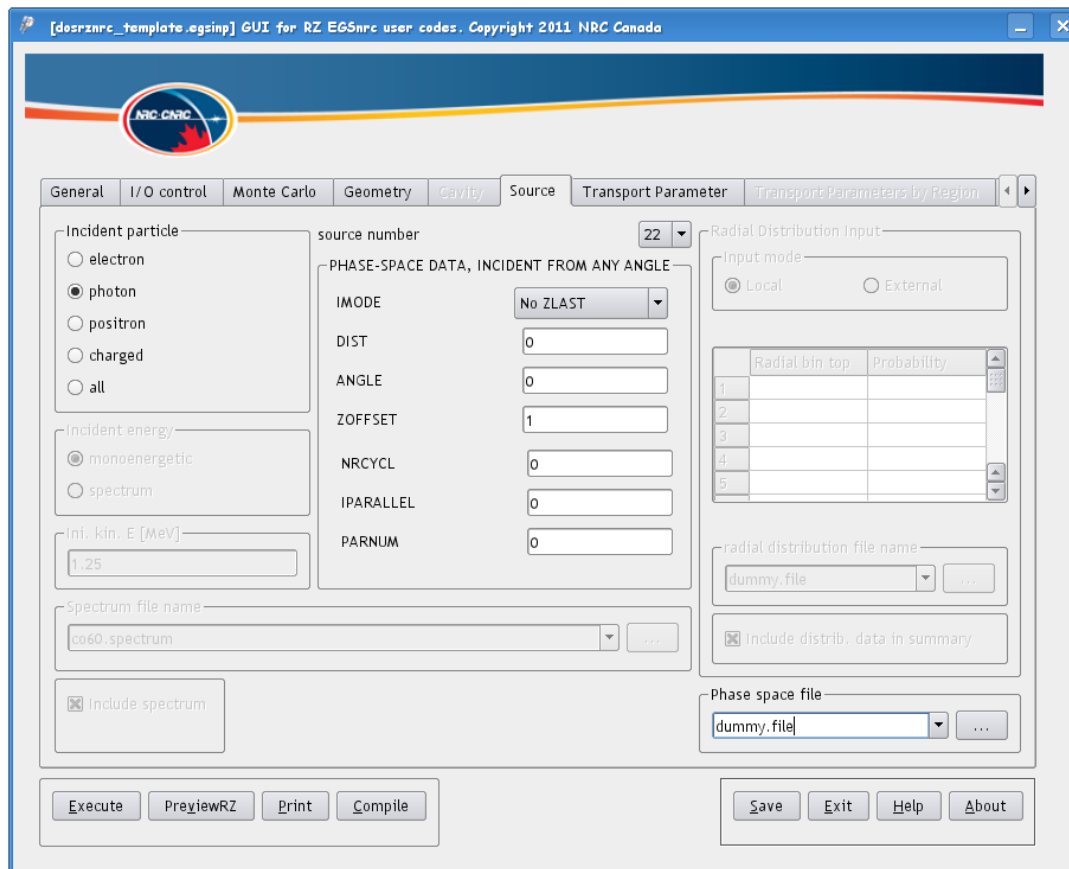 [dosrznrc_template.egsinp] GUI for RZ EGSnrc user codes. Copyright 2011 NRC Canada
NRC·CNRC
General I/O control Monte Carlo Geometry Cavity Source Transport Parameter Transport Parameters by Region
Incident particle
electron
photon
positron
charged
all
Incident energy
monoenergetic
spectrum
Ini. kin. E [MeV]
1.25
source number 22
PHASE-SPACE DATA, INCIDENT FROM ANY ANGLE
IMODE No ZLAST
DIST 0
ANGLE 0
ZOFFSET 1
NRCYCL 0
IPARALLEL 0
PARNUM 0
Spectrum file name
co60.spectrum ...
Include spectrum
Radial Distribution Input
Input mode
Local External
Radial bin top Probability
1
2
3
4
5
radial distribution file name
dummy.file ...
Include distrib. data in summary
Phase space file
dummy.file ...
Execute PreviewRZ Print Compile
Save Exit Help About